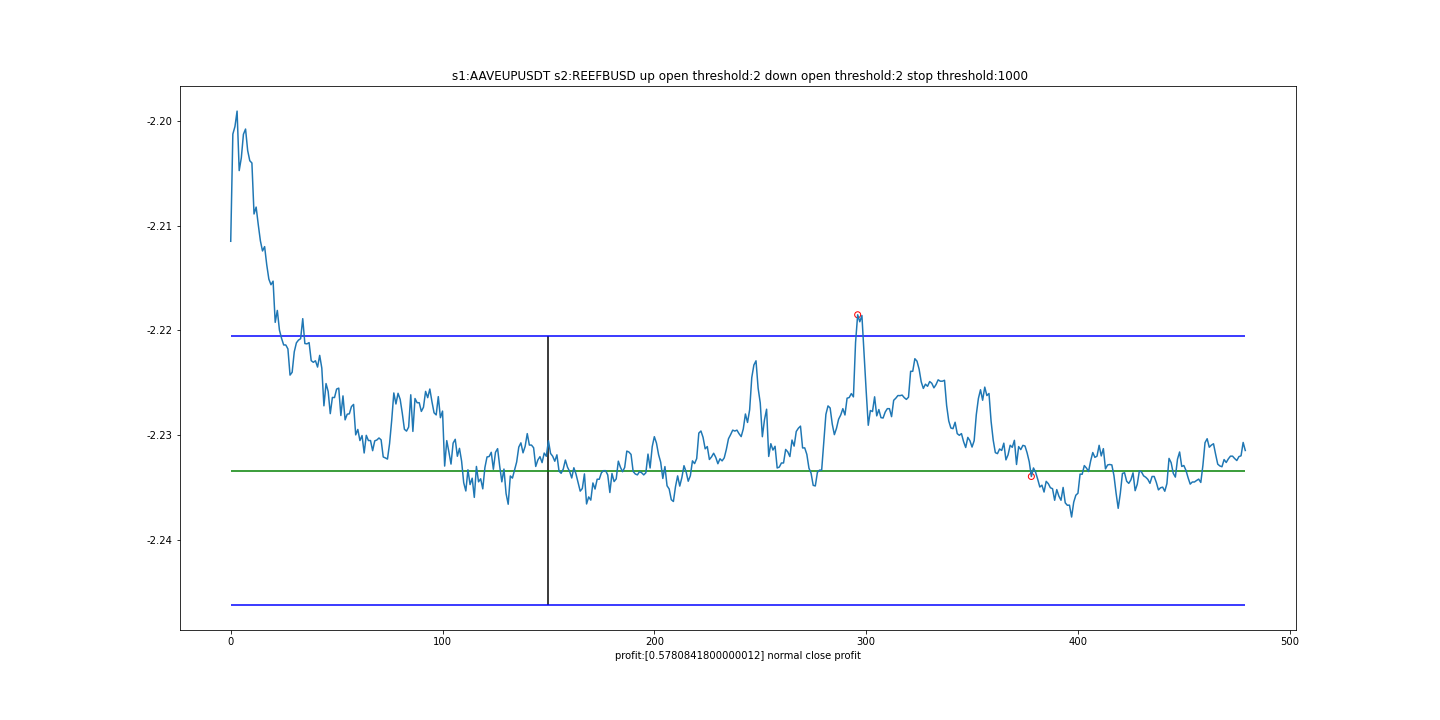 s1:AAVEUPUSDT s2:REEFBUSD up open threshold:2 down open threshold:2 stop threshold:1000
-2.20
-2.21
-2.22
-2.23
-2.24
0 100 200 300 400 500
profit:[0.5780841800000012] normal close profit